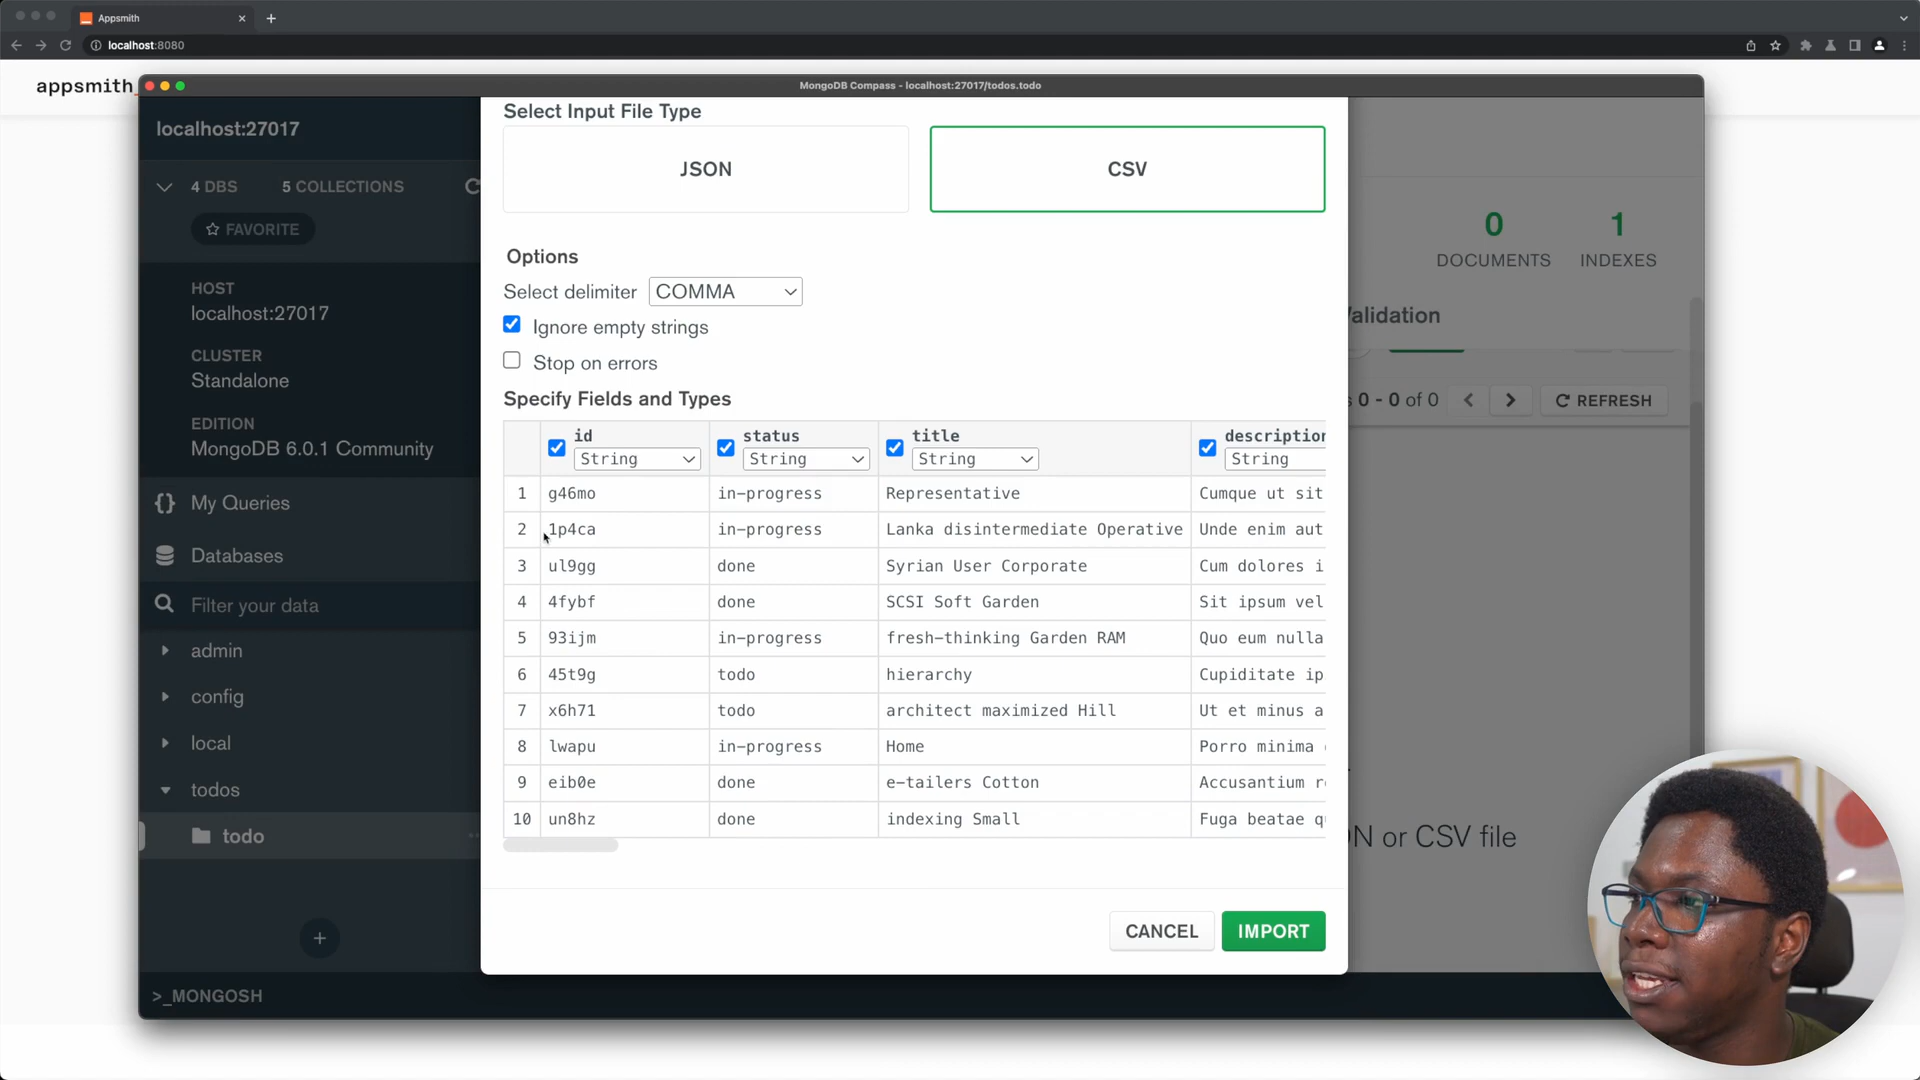 Appsmith
localhost:8080
appsmith_
MongoDB Compass - localhost:27017/todos.todo
localhost:27017
4 DBS 5 COLLECTIONS
FAVORITE
HOST
localhost:27017
CLUSTER
Standalone
EDITION
MongoDB 6.0.1 Community
My Queries
Databases
Filter your data
admin
config
local
todos
todo
>_MONGOSH
Select Input File Type
JSON
CSV
Options
Select delimiter COMMA
Ignore empty strings
Stop on errors
Specify Fields and Types
id status title description
String String String String
1 g46mo in-progress Representative Cumque ut sit
2 1p4ca in-progress Lanka disintermediate Operative Unde enim aut
3 ul9gg done Syrian User Corporate Cum dolores i
4 4fybf done SCSI Soft Garden Sit ipsum vel
5 93ijm in-progress fresh-thinking Garden RAM Quo eum nulla
6 45t9g todo hierarchy Cupiditate ip
7 x6h71 todo architect maximized Hill Ut et minus a
8 lwapu in-progress Home Porro minima
9 eib0e done e-tailers Cotton Accusantium r
10 un8hz done indexing Small Fuga beatae q
CANCEL
IMPORT
0 1
DOCUMENTS INDEXES
Validation
s 0 - 0 of 0 REFRESH
N or CSV file